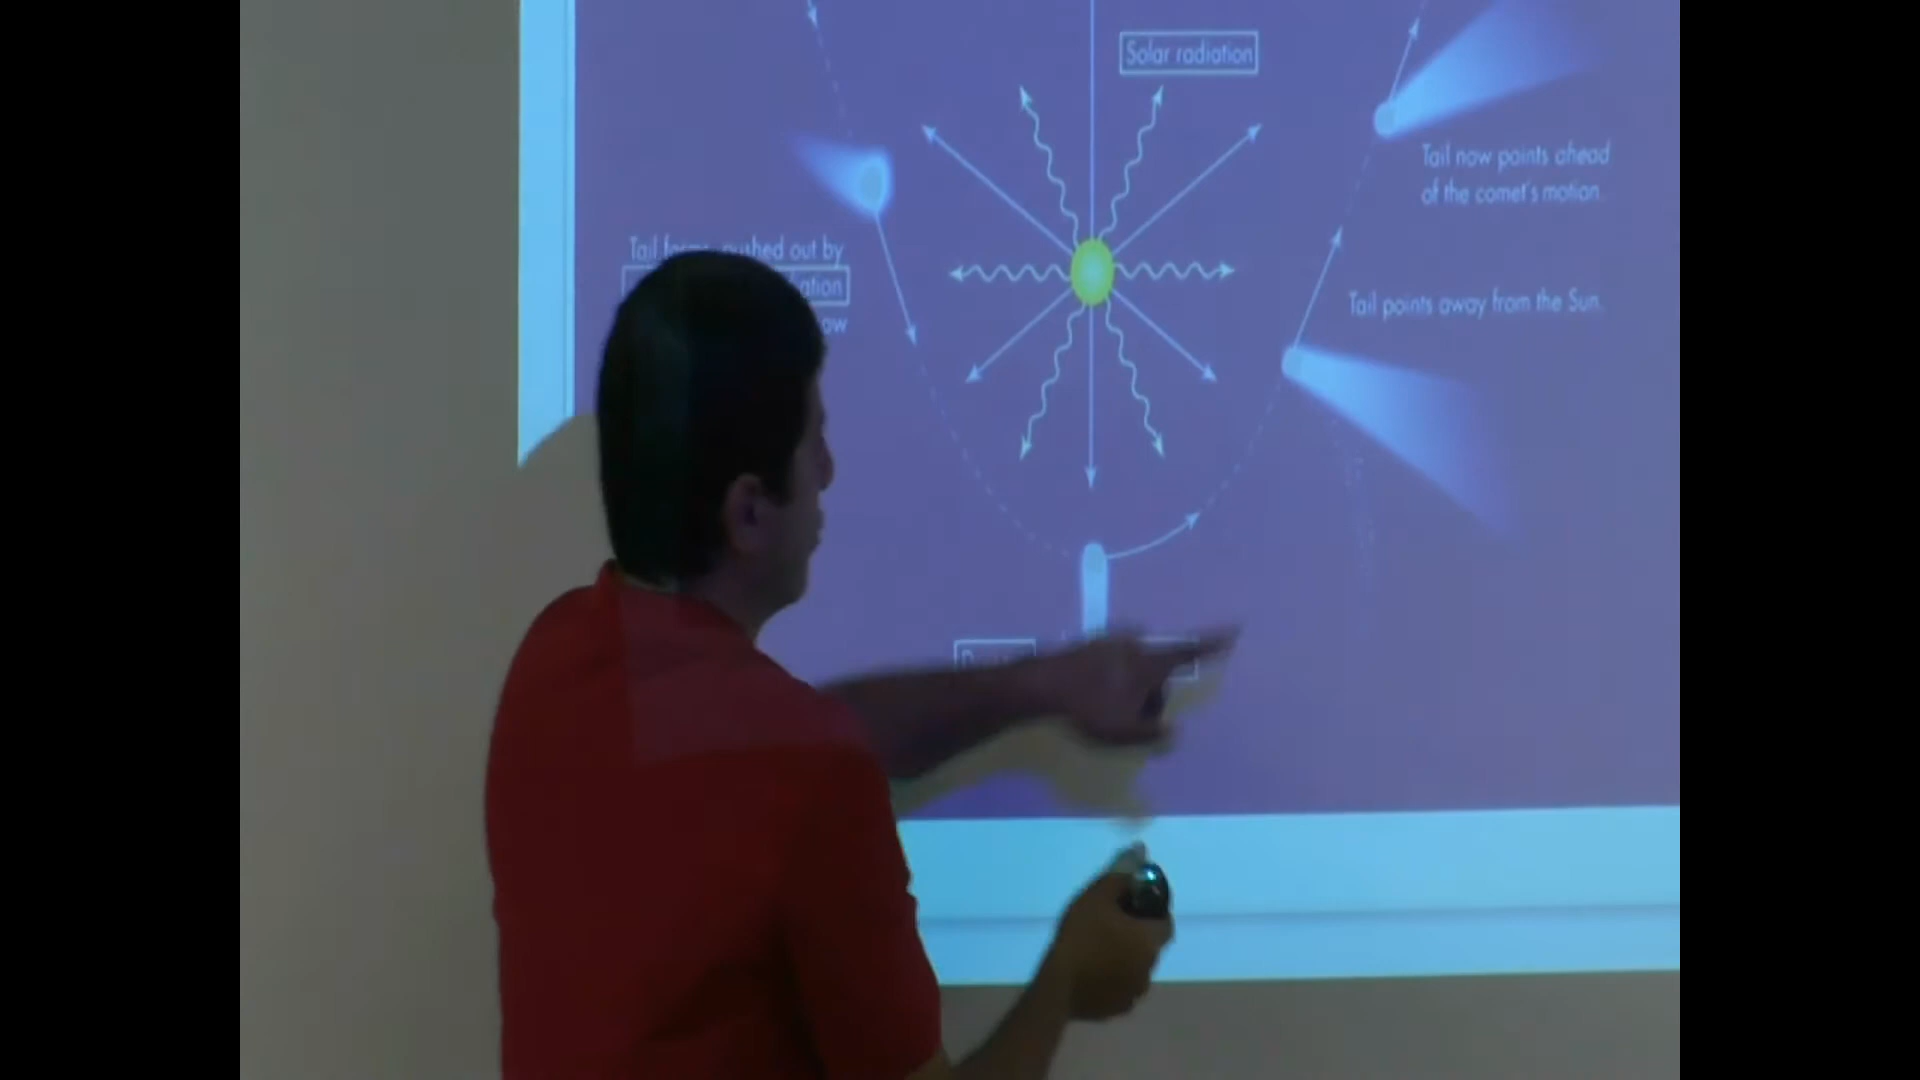 Solar radiation
Tail now points ahead
of the comet's motion.
Tail pushed out by
Tail points away from the Sun.